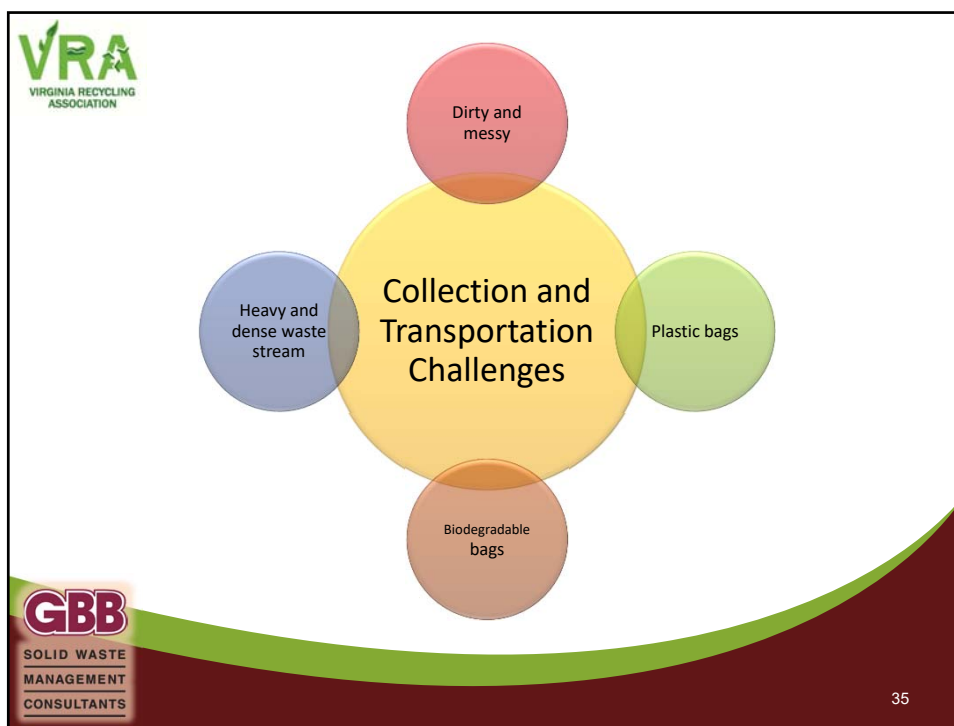 VRA
VIRGINIA RECYCLING
ASSOCIATION
Dirty and
messy
Heavy and
dense waste
stream
Collection and
Transportation
Challenges
Plastic bags
Biodegradable
bags
GBB
SOLID WASTE
MANAGEMENT
CONSULTANTS
35